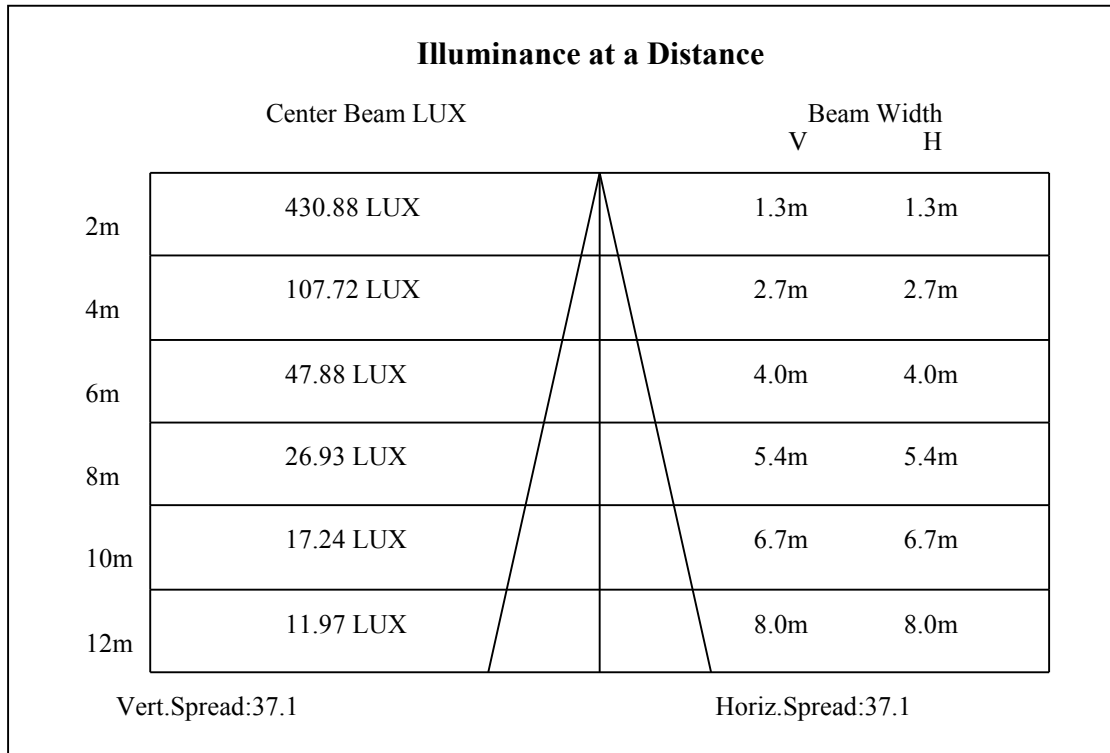 Illuminance at a Distance
Center Beam LUX Beam Width
V H
2m 430.88 LUX 1.3m 1.3m
4m 107.72 LUX 2.7m 2.7m
6m 47.88 LUX 4.0m 4.0m
8m 26.93 LUX 5.4m 5.4m
10m 17.24 LUX 6.7m 6.7m
12m 11.97 LUX 8.0m 8.0m
Vert.Spread:37.1 Horiz.Spread:37.1